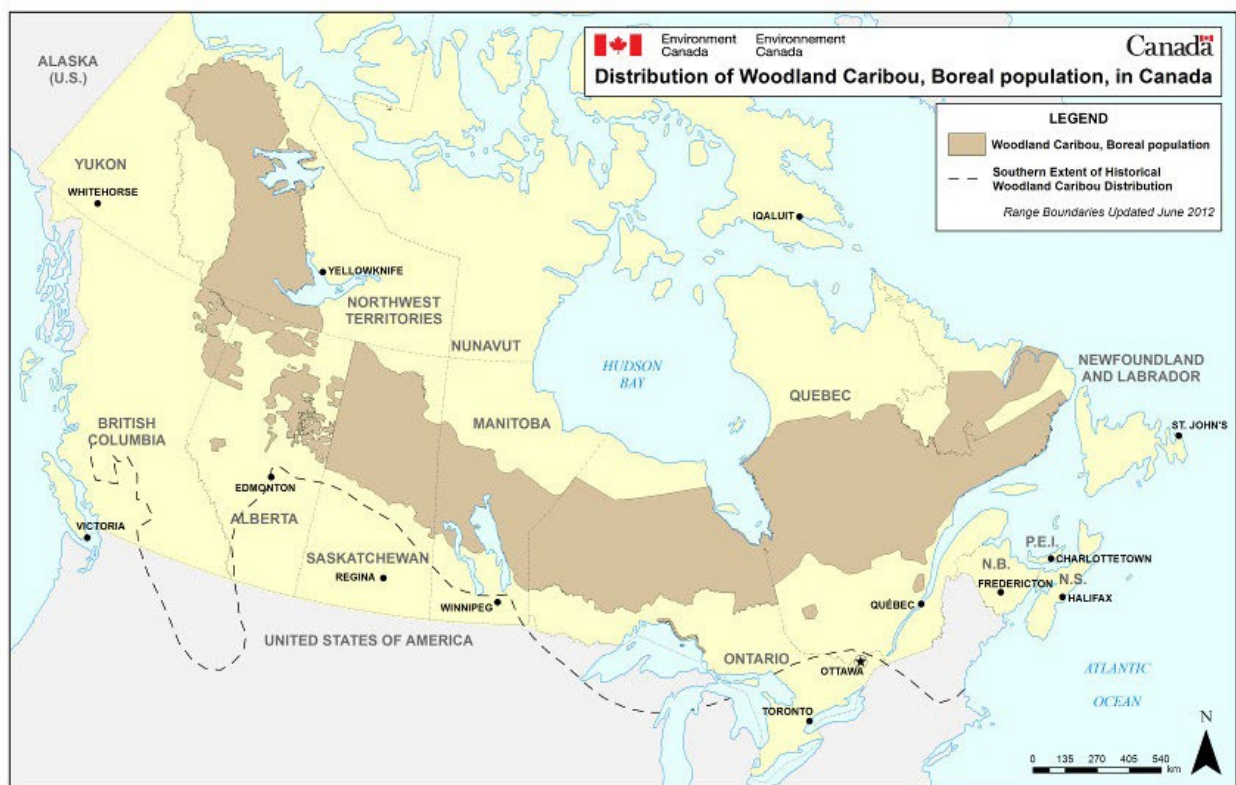 Environment
Canada
Environnement
Canada
Canada
Distribution of Woodland Caribou, Boreal population, in Canada
LEGEND
Woodland Caribou, Boreal population
Southern Extent of Historical
Woodland Caribou Distribution
Range Boundaries Updated June 2012
ALASKA
(U.S.)
YUKON
WHITEHORSE
IQALUIT
YELLOWKNIFE
NORTHWEST
TERRITORIES
NUNAVUT
HUDSON
BAY
QUEBEC
NEWFOUNDLAND
AND LABRADOR
BRITISH
COLUMBIA
MANITOBA
ST. JOHN'S
EDMONTON
ALBERTA
VICTORIA
SASKATCHEWAN
REGINA
WINNIPEG
P.E.I.
CHARLOTTETOWN
N.B.
FREDERICTON
N.S.
HALIFAX
QUÉBEC
UNITED STATES OF AMERICA
ONTARIO
OTTAWA
TORONTO
ATLANTIC
OCEAN
N
0 135 270 405 540
km